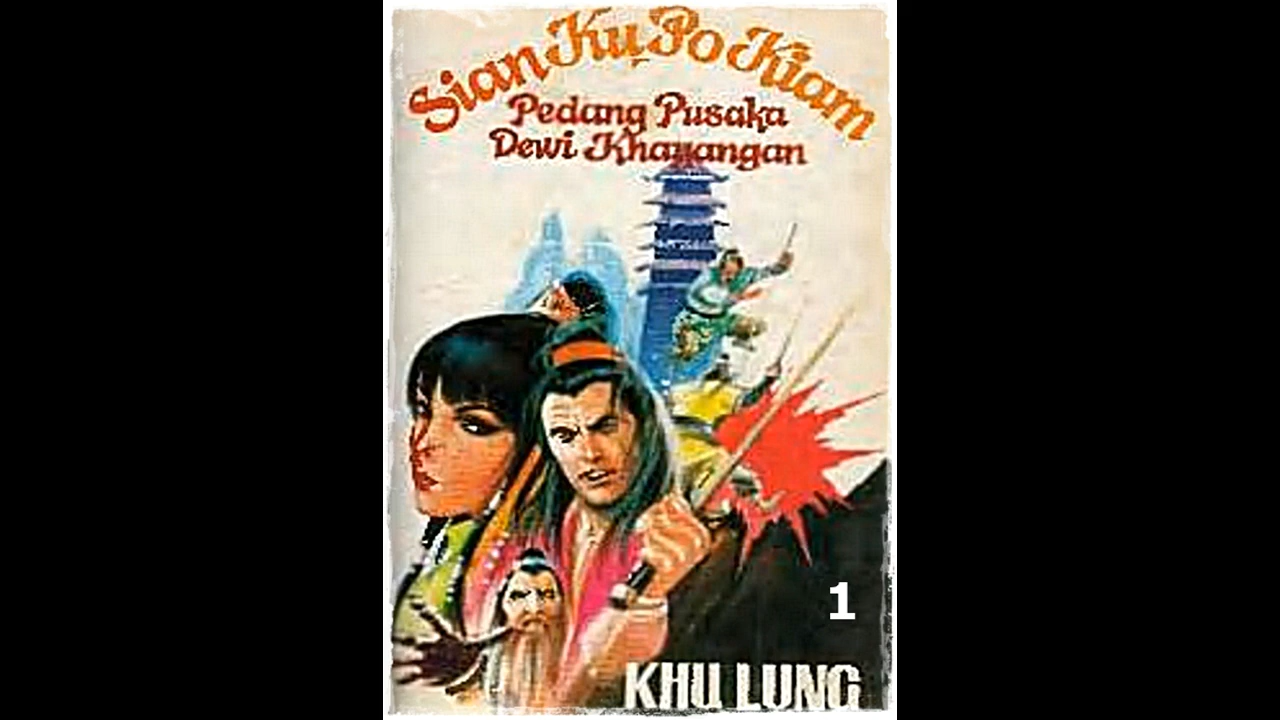 Sian Ku Po Kiam
Pedang Pusaka
Dewi Khayangan
1
KHU LUNG